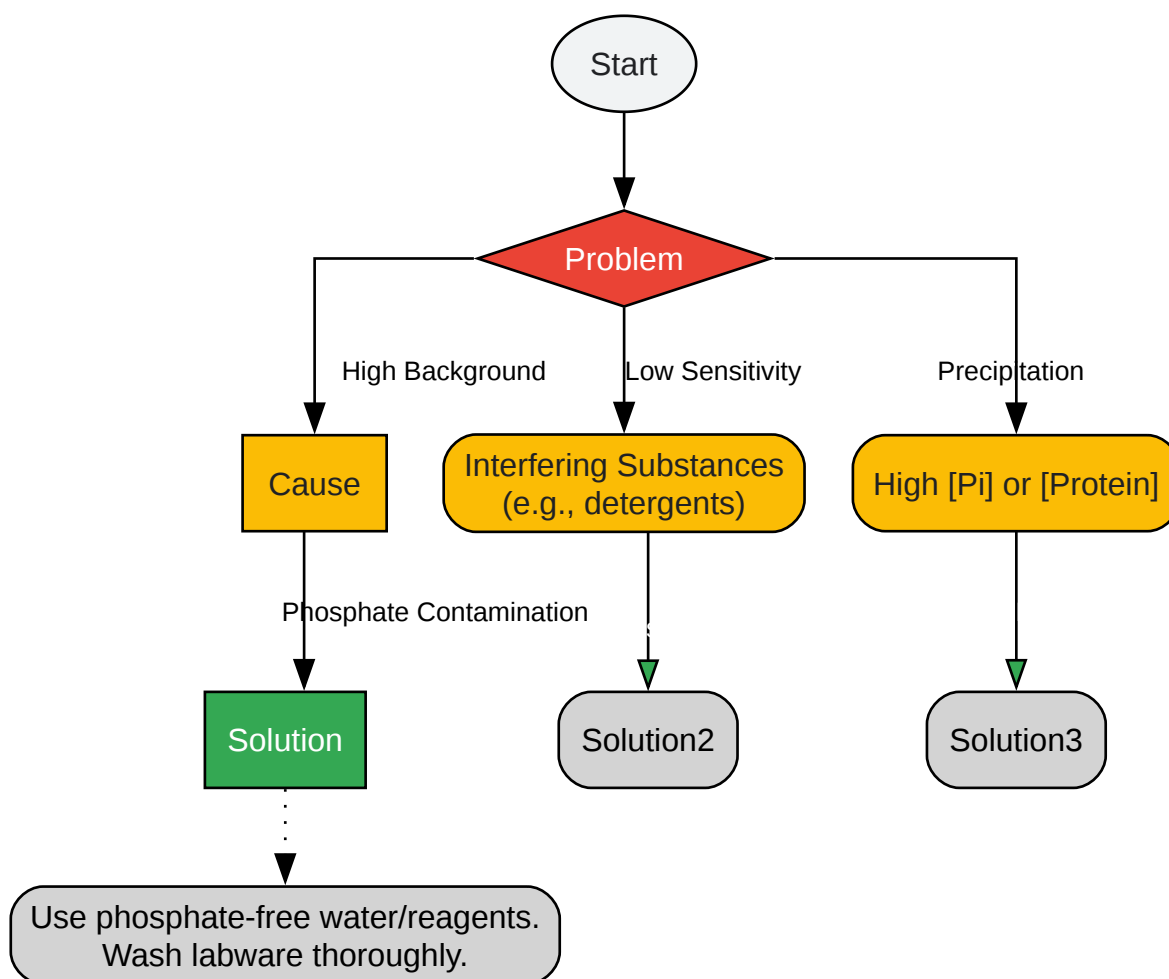 Start
Problem
High Background
Low Sensitivity
Precipitation
Cause
Interfering Substances
(e.g., detergents)
High [Pi] or [Protein]
Phosphate Contamination
Solution
Solution2
Solution3
Use phosphate-free water/reagents.
Wash labware thoroughly.